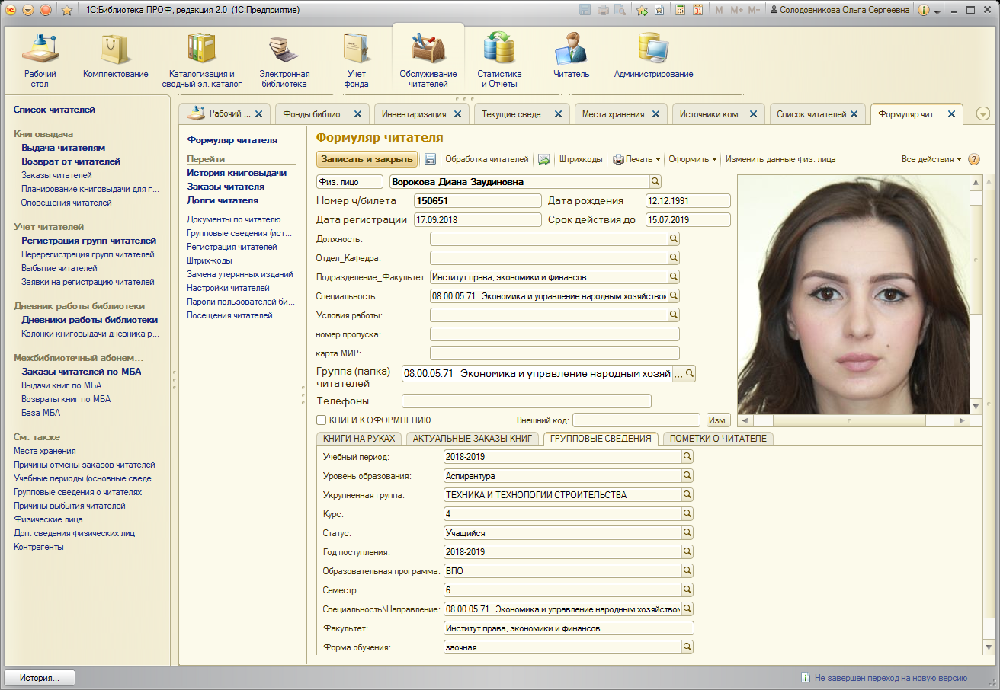 1С:Библиотека ПРОФ, редакция 2.0 (1С:Предприятие)
M M+ M-
Солодовникова Ольга Сергеевна
Рабочий стол
Комплектование
Каталогизация и сводный эл. каталог
Электронная библиотека
Учет фонда
Обслуживание читателей
Статистика и Отчеты
Читатель
Администрирование
Рабочий ...
Фонды библио...
Инвентаризация
Текущие сведе...
Места хранения
Источники ком...
Список читателей
Формуляр чит...
Список читателей
Книговыдача
Выдача читателям
Возврат от читателей
Заказы читателей
Планирование книговыдачи для г...
Оповещения читателей
Учет читателей
Регистрация групп читателей
Перерегистрация групп читателей
Выбытие читателей
Заявки на регистрацию читателей
Дневник работы библиотеки
Дневники работы библиотеки
Колонки книговыдачи дневника р...
Межбиблиотечный абонем...
Заказы читателей по МБА
Выдачи книг по МБА
Возвраты книг по МБА
База МБА
См. также
Места хранения
Причины отмены заказов читателей
Учебные периоды (основные сведе...
Групповые сведения о читателях
Причины выбытия читателей
Физические лица
Доп. сведения физических лиц
Контрагенты
Формуляр читателя
Перейти
История книговыдачи
Заказы читателя
Долги читателя
Документы по читателю
Групповые сведения (ист...
Регистрация читателей
Штрих-коды
Замена утерянных изданий
Настройки читателей
Пароли пользователей би...
Посещения читателей
Формуляр читателя
Записать и закрыть
Обработка читателей
Штрихкоды
Печать
Оформить
Изменить данные физ. лица
Все действия
Физ. лицо
Ворокова Диана Заудиновна
Номер ч/билета 150651 Дата рождения 12.12.1991
Дата регистрации 17.09.2018 Срок действия до 15.07.2019
Должность:
Отдел_Кафедра:
Подразделение_Факультет: Институт права, экономики и финансов
Специальность: 08.00.05.71 Экономика и управление народным хозяйством
Условия работы:
номер пропуска:
карта МИР:
Группа (папка) читателей 08.00.05.71 Экономика и управление народным хозяй ...
Телефоны
КНИГИ К ОФОРМЛЕНИЮ Внешний код: Изм.
КНИГИ НА РУКАХ
АКТУАЛЬНЫЕ ЗАКАЗЫ КНИГ
ГРУППОВЫЕ СВЕДЕНИЯ
ПОМЕТКИ О ЧИТАТЕЛЕ
Учебный период: 2018-2019
Уровень образования: Аспирантура
Укрупненная группа: ТЕХНИКА И ТЕХНОЛОГИИ СТРОИТЕЛЬСТВА
Курс: 4
Статус: Учащийся
Год поступления: 2018-2019
Образовательная программа: ВПО
Семестр: 6
Специальность\Направление: 08.00.05.71 Экономика и управление народным хозяйством
Факультет: Институт права, экономики и финансов
Форма обучения: заочная
История...
Не завершен переход на новую версию